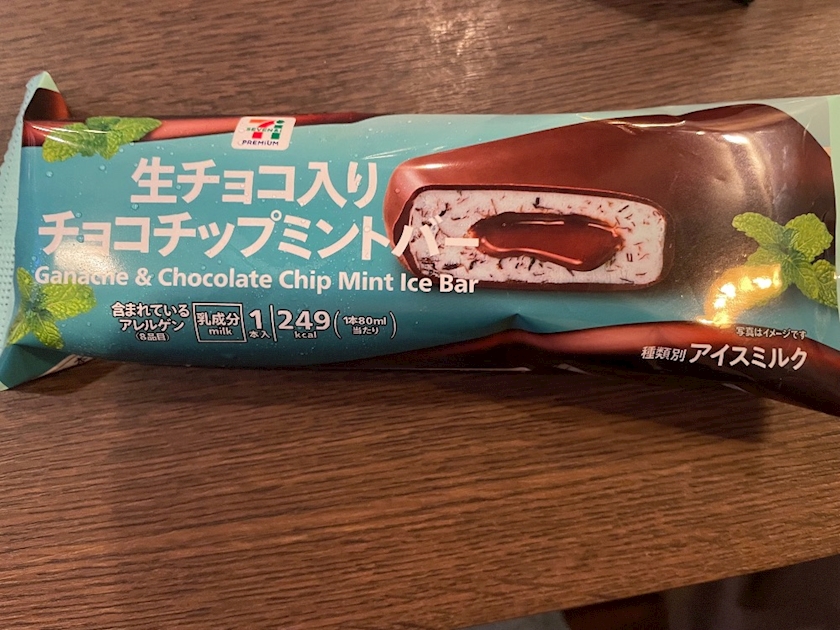 SEVEN & i
PREMIUM
生チョコ入り
チョコチップミントバー
Ganache & Chocolate Chip Mint Ice Bar
含まれている
アレルゲン
(8品目)
乳成分
milk
1
本入
249
kcal
(1本80ml
当たり)
写真はイメージです
種類別 アイスミルク